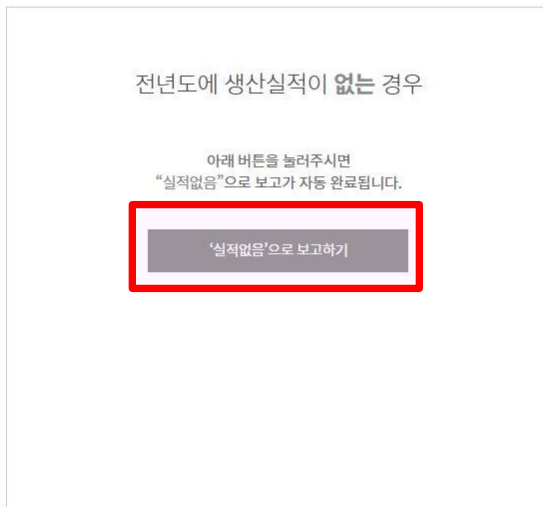 전년도에 생산실적이 없는 경우
아래 버튼을 눌러주시면
“실적없음”으로 보고가 자동 완료됩니다.
‘실적없음’으로 보고하기